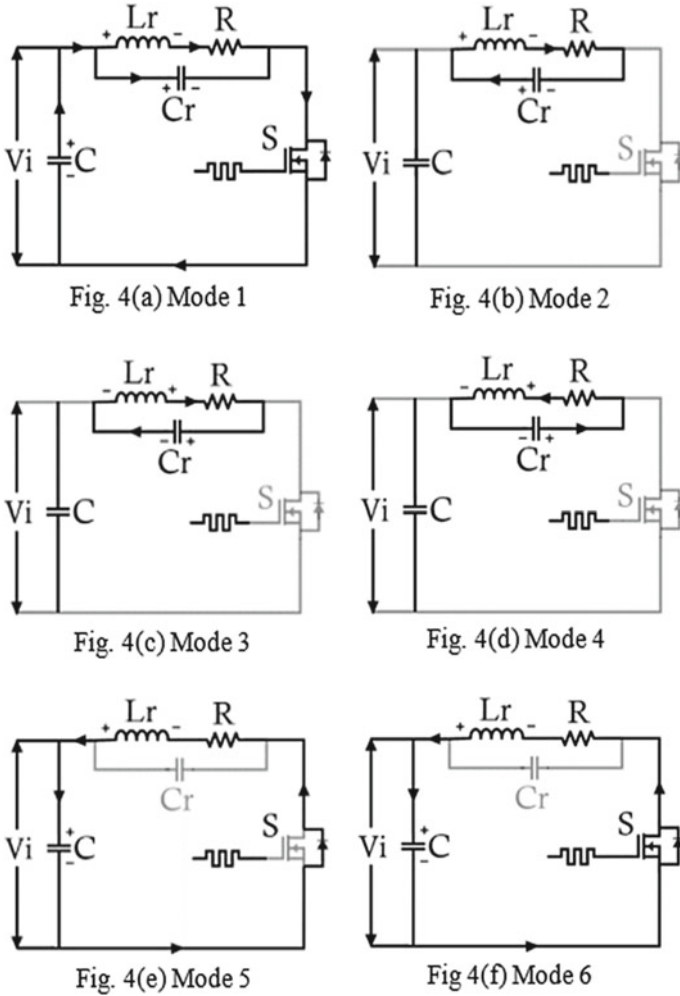 + Lr - R
+ -
Cr
Vi
+
-
C
S
Fig. 4(a) Mode 1
+ Lr - R
+ -
Cr
Vi
C
S
Fig. 4(b) Mode 2
- Lr + R
- +
Cr
Vi
C
S
Fig. 4(c) Mode 3
- Lr + R
- +
Cr
Vi
C
S
Fig. 4(d) Mode 4
+ Lr - R
Cr
Vi
+
-
C
S
Fig. 4(e) Mode 5
+ Lr - R
Cr
Vi
+
-
C
S
Fig 4(f) Mode 6